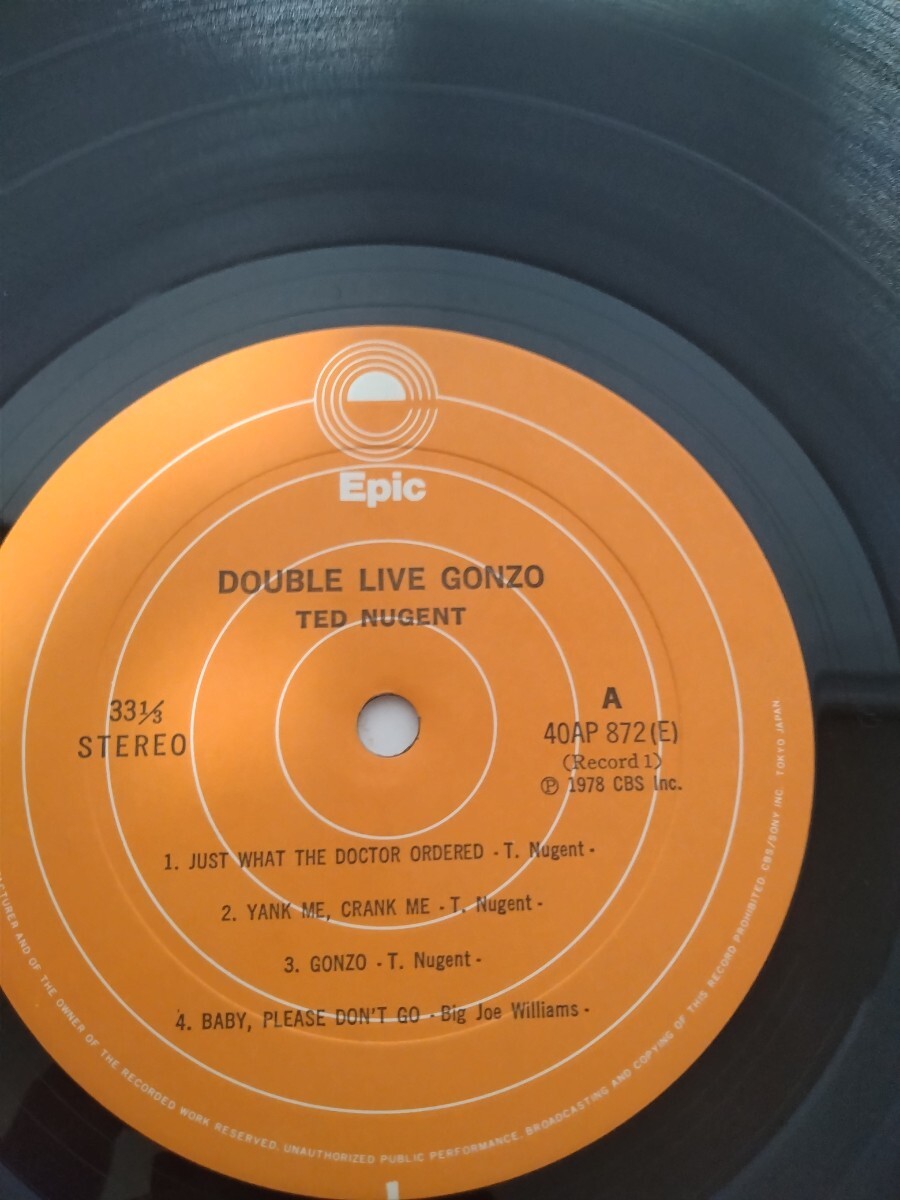 Epic
DOUBLE LIVE GONZO
TED NUGENT
33⅓
STEREO
A
40AP 872 (E)
(Record 1)
Ⓟ 1978 CBS Inc.
1. JUST WHAT THE DOCTOR ORDERED - T. Nugent -
2. YANK ME, CRANK ME - T. Nugent -
3. GONZO - T. Nugent -
4. BABY, PLEASE DON'T GO - Big Joe Williams -
AND OF THE OWNER OF THE RECORDED WORK RESERVED. UNAUTHORIZED PUBLIC PERFORMANCE. BROADCASTING AND COPYING OF THIS RECORD PROHIBITED CBS/SONY INC. TOKYO JAPAN